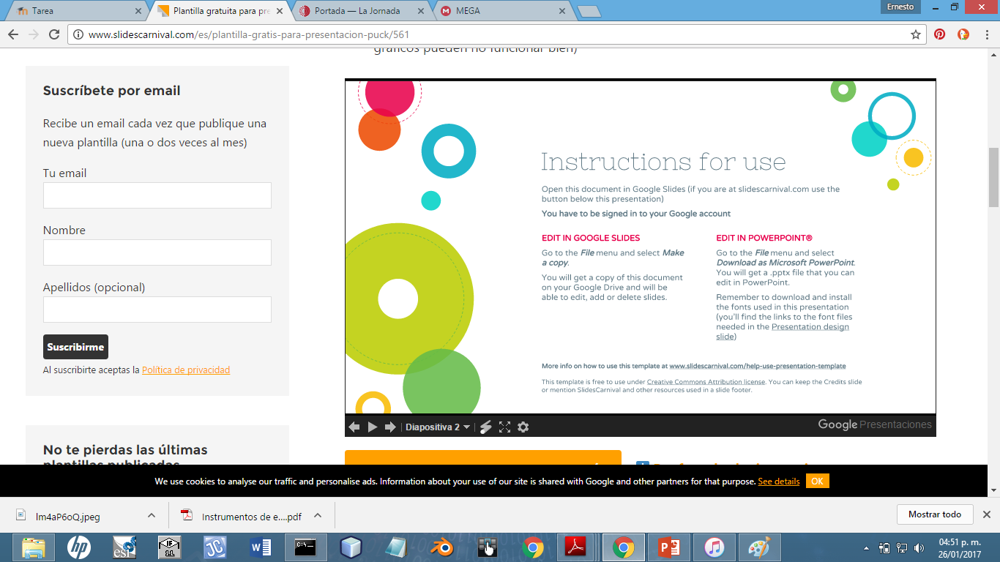 Tarea
Plantilla gratuita para pre
Portada — La Jornada
MEGA
Ernesto
www.slidescarnival.com/es/plantilla-gratis-para-presentacion-puck/561
gráficos pueden no funcionar bien)
Suscríbete por email
Recibe un email cada vez que publique una
nueva plantilla (una o dos veces al mes)
Tu email
Nombre
Apellidos (opcional)
Suscribirme
Al suscribirte aceptas la Política de privacidad
No te pierdas las últimas
plantillas publicadas
Instructions for use
Open this document in Google Slides (if you are at slidescarnival.com use the
button below this presentation)
You have to be signed in to your Google account
EDIT IN GOOGLE SLIDES
Go to the File menu and select Make
a copy.
You will get a copy of this document
on your Google Drive and will be
able to edit, add or delete slides.
EDIT IN POWERPOINT®
Go to the File menu and select
Download as Microsoft PowerPoint.
You will get a .pptx file that you can
edit in PowerPoint.
Remember to download and install
the fonts used in this presentation
(you'll find the links to the font files
needed in the Presentation design
slide)
More info on how to use this template at www.slidescarnival.com/help-use-presentation-template
This template is free to use under Creative Commons Attribution license. You can keep the Credits slide
or mention SlidesCarnival and other resources used in a slide footer.
Diapositiva 2
Google Presentaciones
We use cookies to analyse our traffic and personalise ads. Information about your use of our site is shared with Google and other partners for that purpose. See details OK
Im4aP6oQ.jpeg
Instrumentos de e....pdf
Mostrar todo
04:51 p. m.
26/01/2017